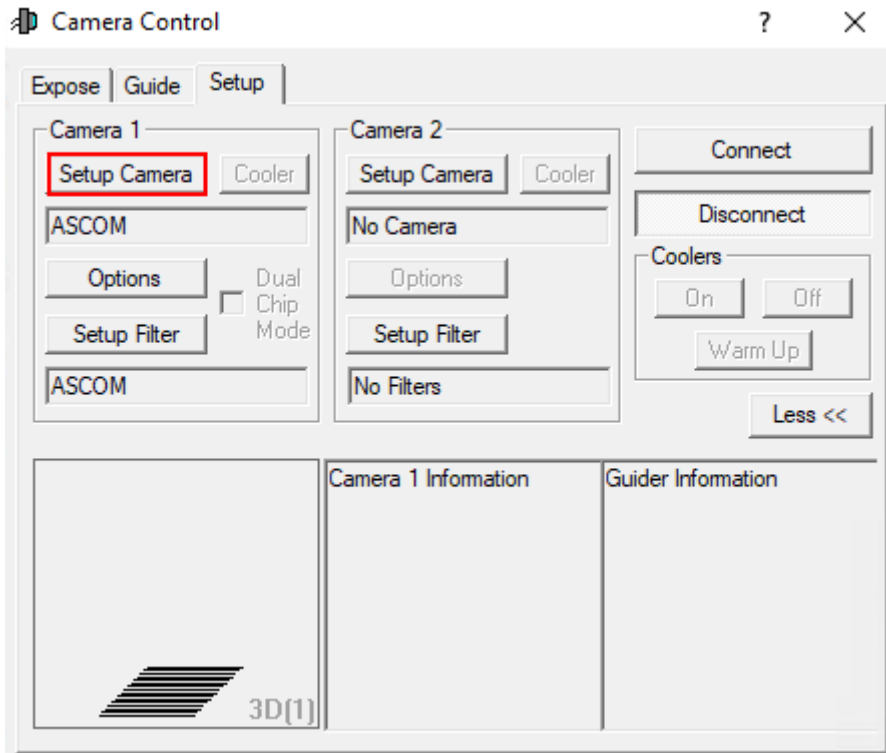 Camera Control
?
Expose
Guide
Setup
Camera 1
Setup Camera
Cooler
ASCOM
Options
Dual
Chip
Mode
Setup Filter
ASCOM
Camera 2
Setup Camera
Cooler
No Camera
Options
Setup Filter
No Filters
Connect
Disconnect
Coolers
On
Off
Warm Up
Less <<
3D(1)
Camera 1 Information
Guider Information